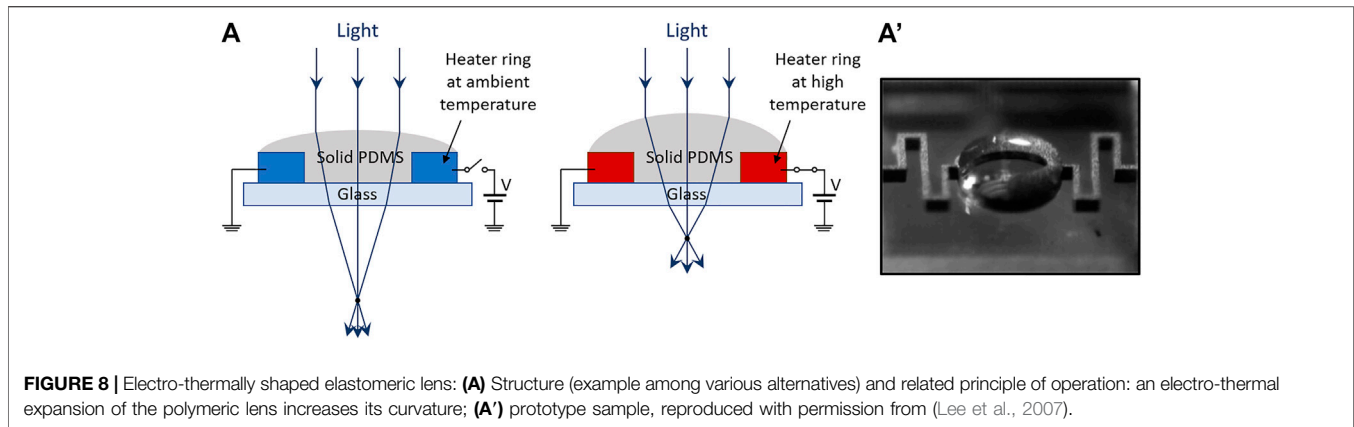 A
Light
Heater ring
at ambient
temperature
Solid PDMS
Glass
V
Light
Heater ring
at high
temperature
Solid PDMS
Glass
V
A’
FIGURE 8 | Electro-thermally shaped elastomeric lens: (A) Structure (example among various alternatives) and related principle of operation: an electro-thermal
expansion of the polymeric lens increases its curvature; (A′) prototype sample, reproduced with permission from (Lee et al., 2007).